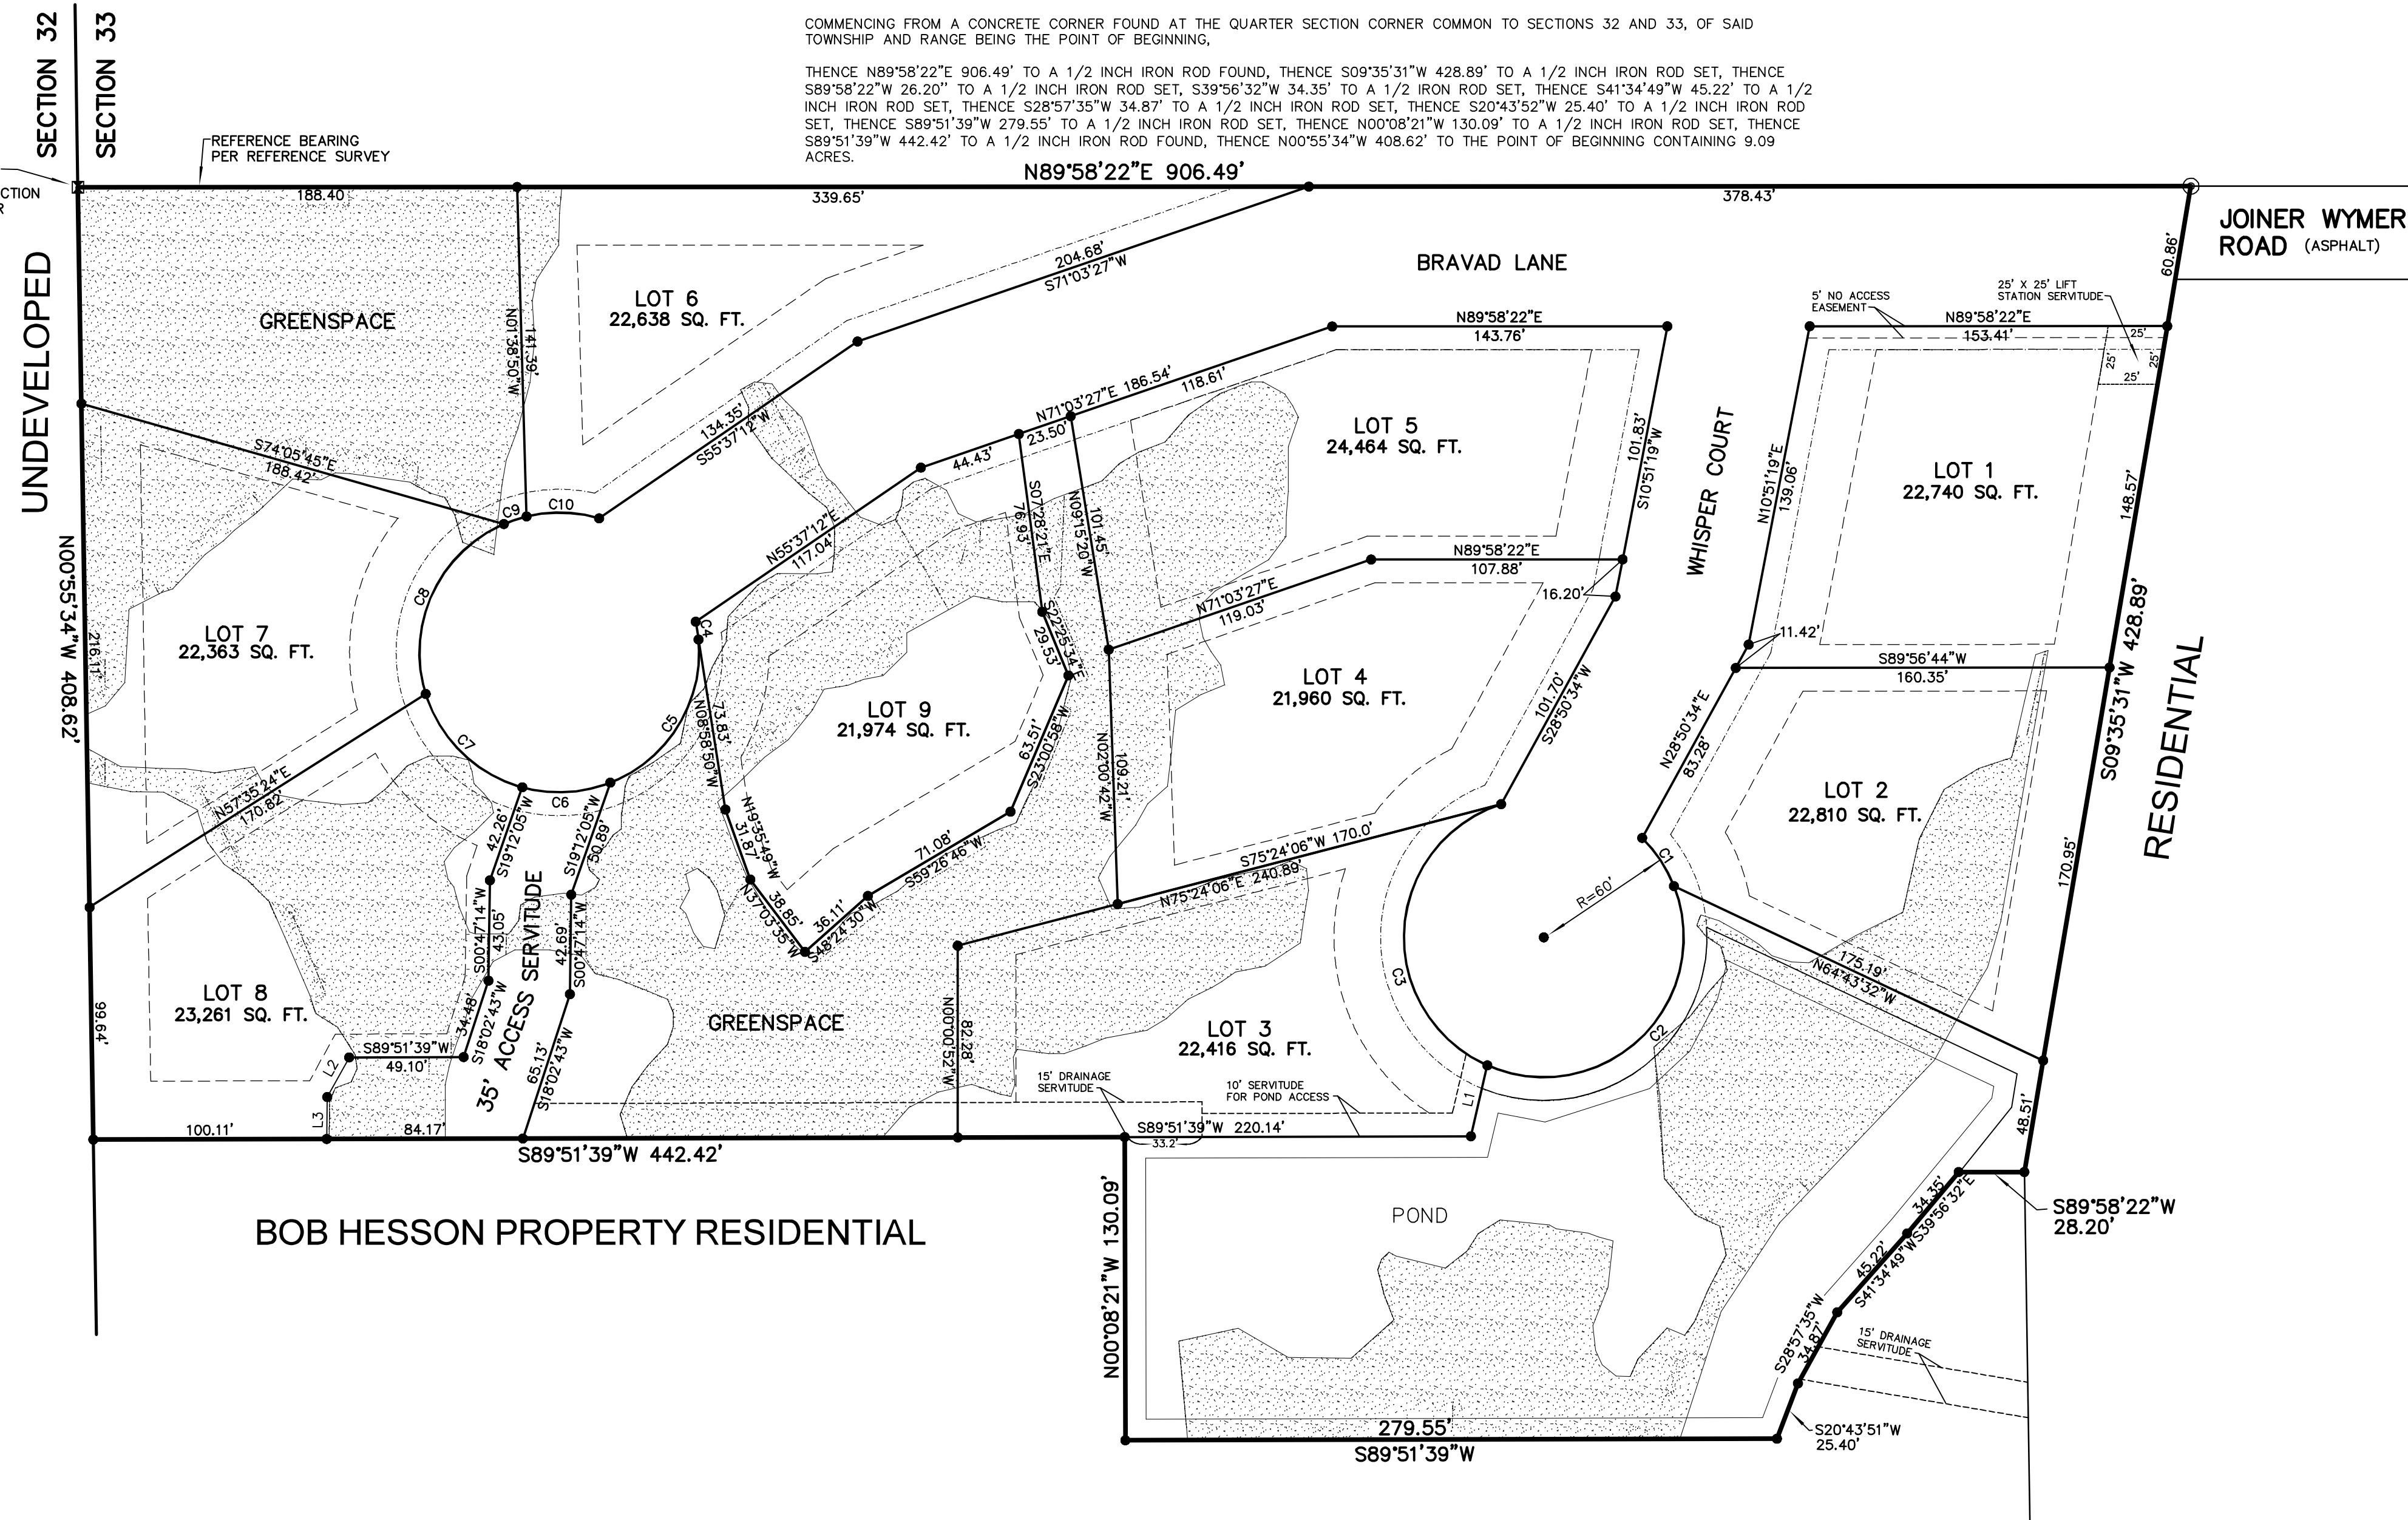 COMMENCING FROM A CONCRETE CORNER FOUND AT THE QUARTER SECTION CORNER COMMON TO SECTIONS 32 AND 33, OF SAID
TOWNSHIP AND RANGE BEING THE POINT OF BEGINNING,
THENCE N89°58'22"E 906.49' TO A 1/2 INCH IRON ROD FOUND, THENCE S09°35'31"W 428.89' TO A 1/2 INCH IRON ROD SET, THENCE
S89°58'22"W 26.20'' TO A 1/2 INCH IRON ROD SET, S39°56'32"W 34.35' TO A 1/2 IRON ROD SET, THENCE S41°34'49"W 45.22' TO A 1/2
INCH IRON ROD SET, THENCE S28°57'35"W 34.87' TO A 1/2 INCH IRON ROD SET, THENCE S20°43'52"W 25.40' TO A 1/2 INCH IRON ROD
SET, THENCE S89°51'39"W 279.55' TO A 1/2 INCH IRON ROD SET, THENCE N00°08'21"W 130.09' TO A 1/2 INCH IRON ROD SET, THENCE
S89°51'39"W 442.42' TO A 1/2 INCH IRON ROD FOUND, THENCE N00°55'34"W 408.62' TO THE POINT OF BEGINNING CONTAINING 9.09
ACRES.
SECTION 32
SECTION 33
REFERENCE BEARING
PER REFERENCE SURVEY
CTION
R
N89°58'22"E 906.49'
188.40
339.65'
378.43'
JOINER WYMER
ROAD (ASPHALT)
60.86'
UNDEVELOPED
GREENSPACE
LOT 6
22,638 SQ. FT.
N01°38'50"W
141.39'
204.68'
S71°03'27"W
BRAVAD LANE
5' NO ACCESS
EASEMENT
25' X 25' LIFT
STATION SERVITUDE
N89°58'22"E
143.76'
N89°58'22"E
153.41'
25'
25'
25'
25'
134.35'
S55°37'12"W
N71°03'27"E 186.54'
118.61'
23.50'
44.43'
LOT 5
24,464 SQ. FT.
101.83'
S10°51'19"W
WHISPER COURT
N10°51'19"E
139.06'
LOT 1
22,740 SQ. FT.
148.57'
S74°05'45"E
188.42'
C9
C10
N55°37'12"E
117.04'
S07°28'21"E
76.93'
N09°15'20"W
101.45'
N89°58'22"E
107.88'
16.20'
N71°03'27"E
119.03'
C8
C4
N00°55'34"W 408.62'
216.11'
LOT 7
22,363 SQ. FT.
S22°25'34"E
29.53'
11.42'
S89°56'44"W
160.35'
S09°35'31"W 428.89'
RESIDENTIAL
LOT 4
21,960 SQ. FT.
LOT 9
21,974 SQ. FT.
C7
C5
73.83'
N08°58'50"W
63.51'
S23°00'58"W
101.70'
S28°50'34"W
N28°50'34"E
83.28'
N02°00'42"W
109.21'
LOT 2
22,810 SQ. FT.
N57°35'24"E
170.82'
C6
42.26'
S19°12'05"W
S19°12'05"W
50.89'
N19°35'49"W
31.87'
71.08'
S59°26'46"W
S75°24'06"W 170.0'
N75°24'06"E 240.89'
C1
R=60'
170.95'
38.85'
N37°03'35"W
36.11'
S48°24'30"W
S00°47'14"W
43.05'
42.69'
S00°47'14"W
35' ACCESS SERVITUDE
175.19'
N64°43'32"W
C3
C2
LOT 8
23,261 SQ. FT.
GREENSPACE
LOT 3
22,416 SQ. FT.
99.64'
34.48'
S18°02'43"W
65.13'
S18°02'43"W
N00°00'52"W
82.28'
S89°51'39"W
49.10'
L2
L3
15' DRAINAGE
SERVITUDE
10' SERVITUDE
FOR POND ACCESS
L1
48.51'
100.11'
84.17'
S89°51'39"W 442.42'
S89°51'39"W 220.14'
33.2'
S89°58'22"W
28.20'
BOB HESSON PROPERTY RESIDENTIAL
N00°08'21"W 130.09'
POND
34.35'
S39°56'32"E
45.22'
S41°34'49"W
S28°57'35"W
34.87'
15' DRAINAGE
SERVITUDE
279.55'
S89°51'39"W
S20°43'51"W
25.40'